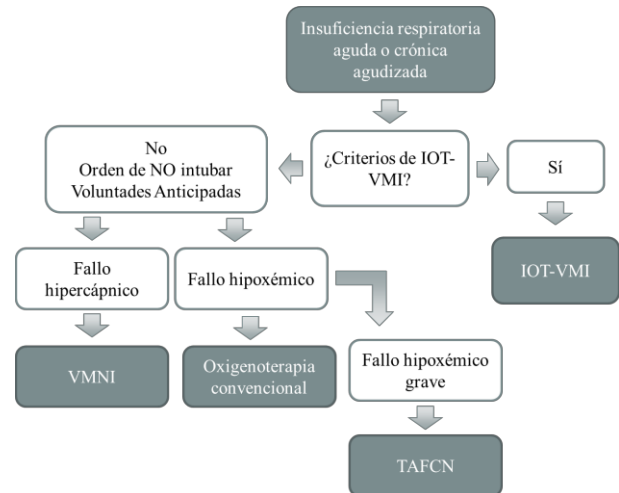 Insuficiencia respiratoria
aguda o crónica
agudizada
No
Orden de NO intubar
Voluntades Anticipadas
¿Criterios de IOT-
VMI?
Sí
Fallo
hipercápnico
Fallo hipoxémico
IOT-VMI
VMNI
Oxigenoterapia
convencional
Fallo hipoxémico
grave
TAFCN